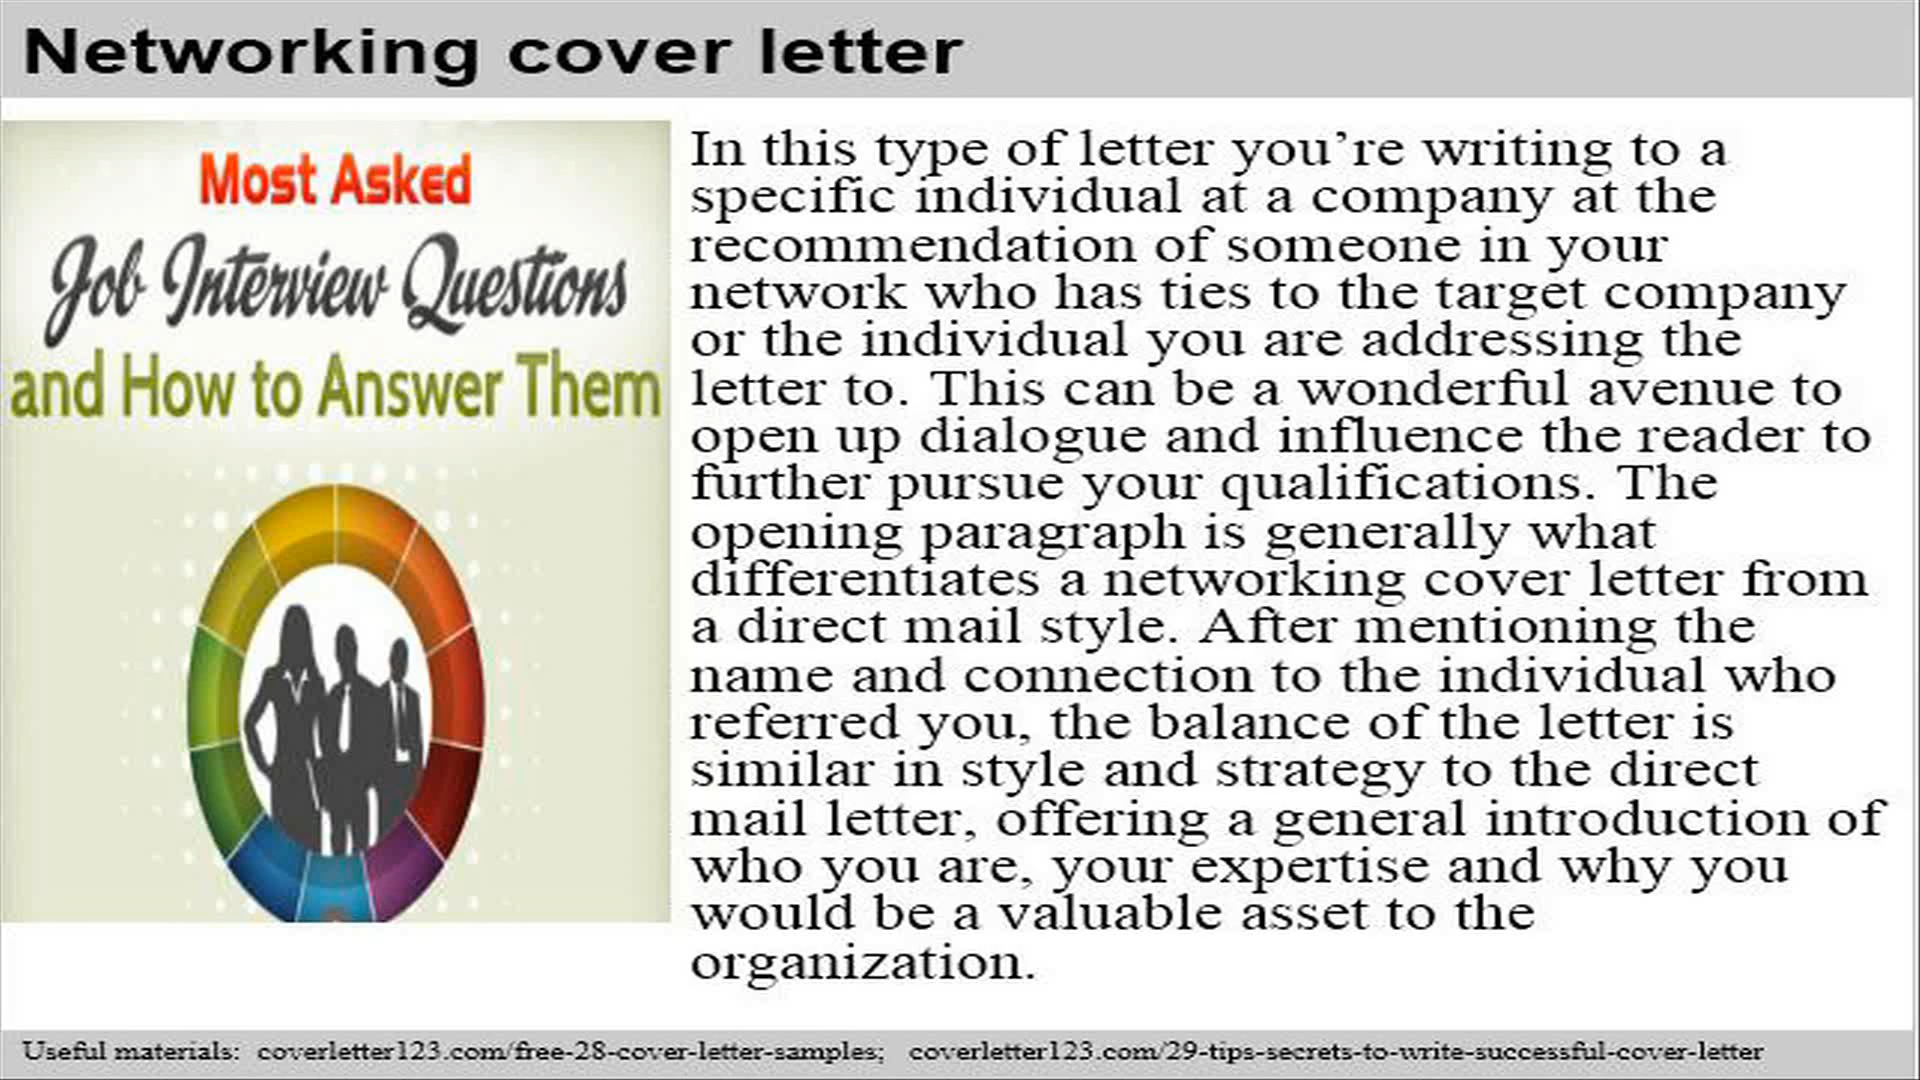 Networking cover letter
Most Asked
Job Interview Questions
and How to Answer Them
In this type of letter you’re writing to a
specific individual at a company at the
recommendation of someone in your
network who has ties to the target company
or the individual you are addressing the
letter to. This can be a wonderful avenue to
open up dialogue and influence the reader to
further pursue your qualifications. The
opening paragraph is generally what
differentiates a networking cover letter from
a direct mail style. After mentioning the
name and connection to the individual who
referred you, the balance of the letter is
similar in style and strategy to the direct
mail letter, offering a general introduction of
who you are, your expertise and why you
would be a valuable asset to the
organization.
Useful materials: coverletter123.com/free-28-cover-letter-samples; coverletter123.com/29-tips-secrets-to-write-successful-cover-letter